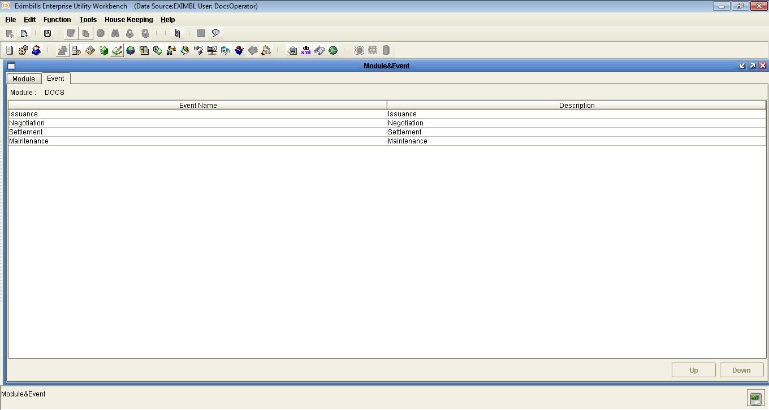 Eximbills Enterprise Utility Workbench (Data Source:EXIMBL User: DocsOperator)
File Edit Function Tools House Keeping Help
Module&Event
Module Event
Module : DOCS
Event Name Description
Issuance Issuance
Negotiation Negotiation
Settlement Settlement
Maintenance Maintenance
Up Down
Module&Event